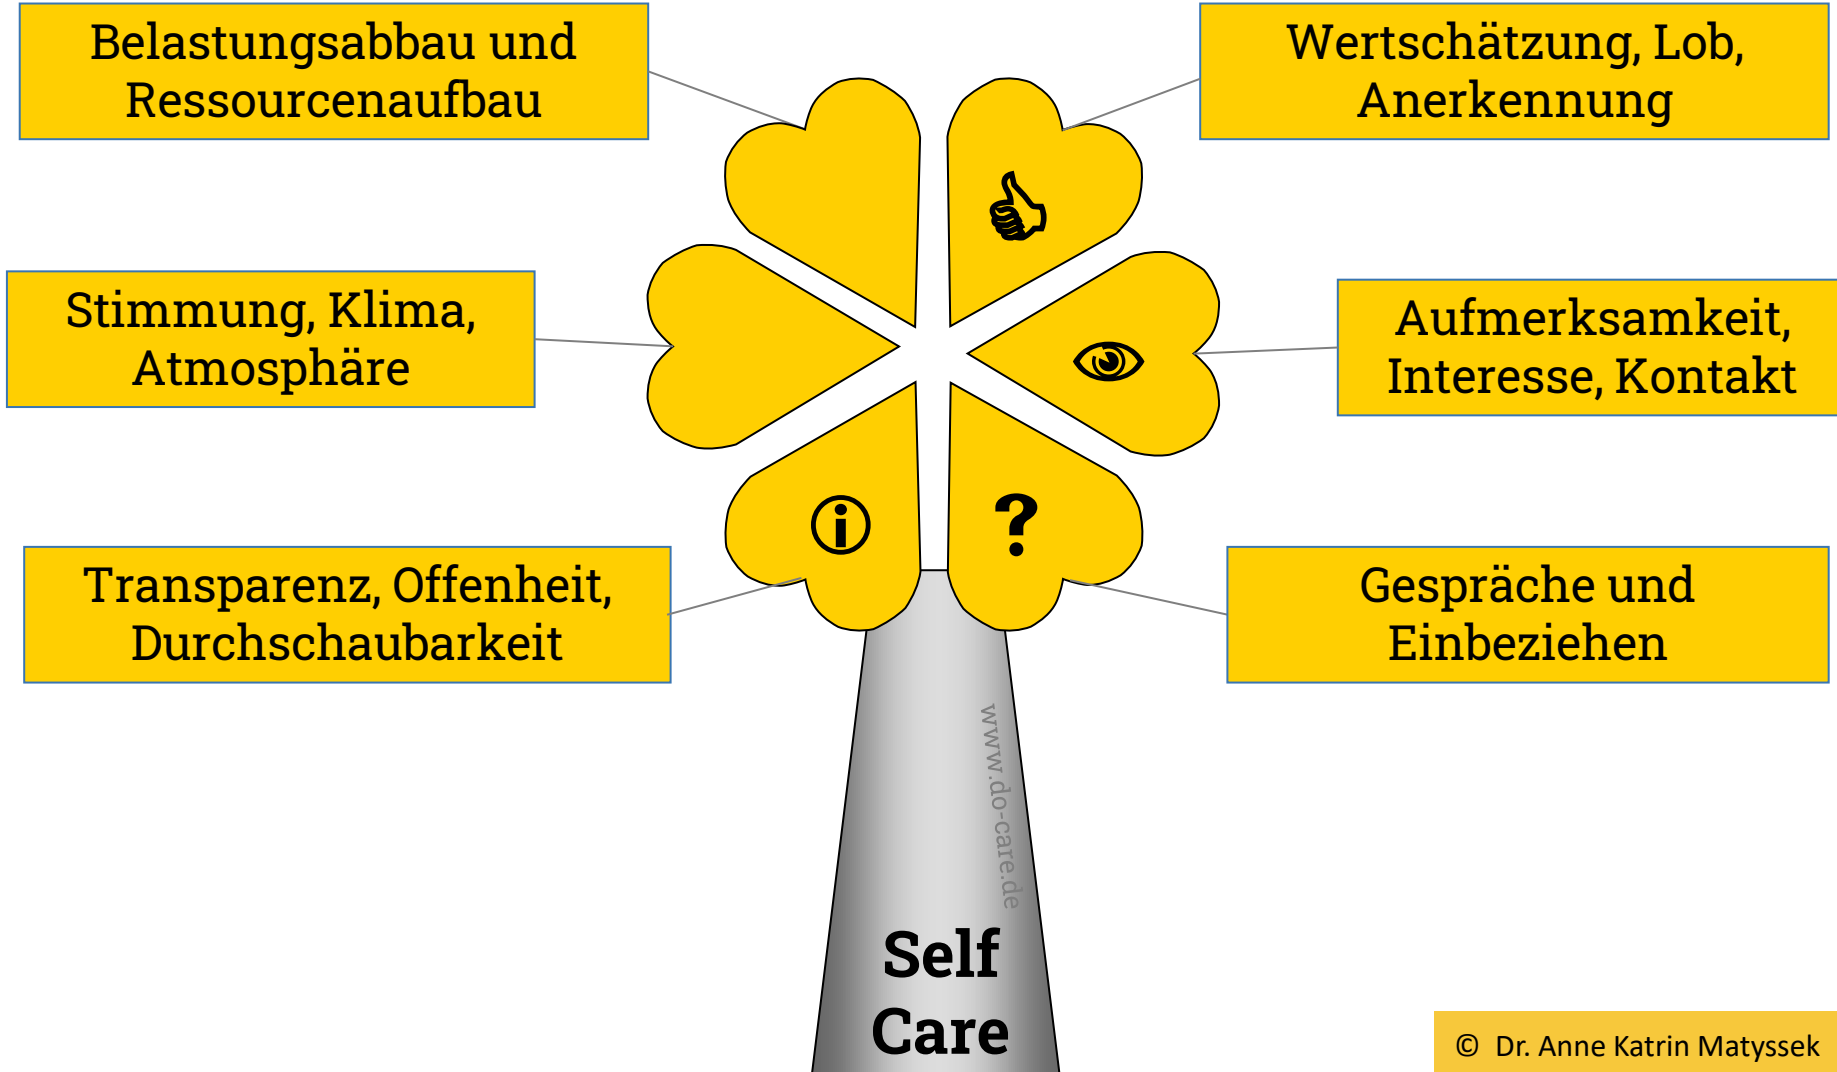 Belastungsabbau und
Ressourcenaufbau
Wertschätzung, Lob,
Anerkennung
Stimmung, Klima,
Atmosphäre
Aufmerksamkeit,
Interesse, Kontakt
?
Transparenz, Offenheit,
Durchschaubarkeit
Gespräche und
Einbeziehen
www.do-care.de
Self
Care
© Dr. Anne Katrin Matyssek